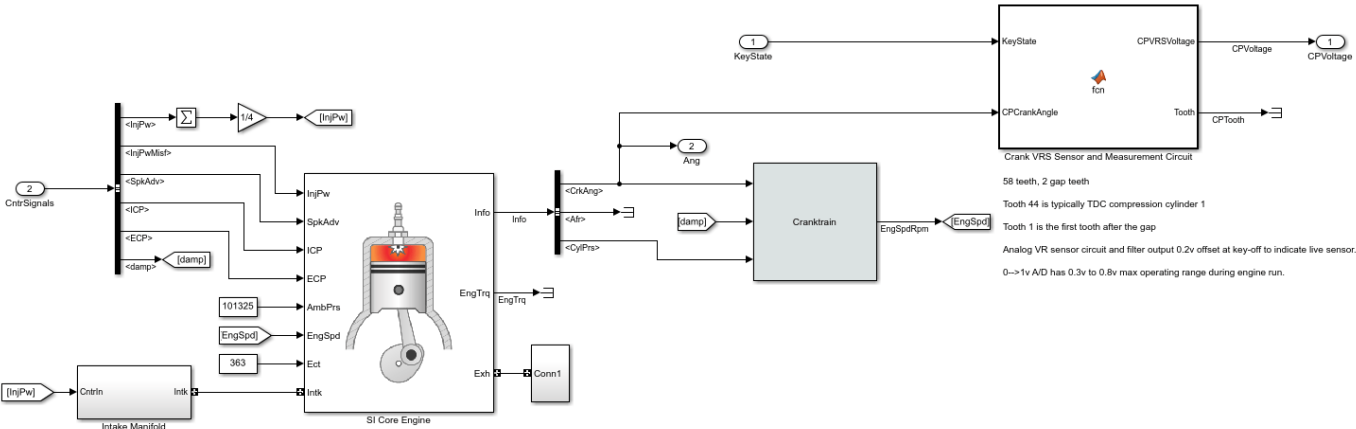 1
KeyState
KeyState
CPVRSVoltage
CPVoltage
1
CPVoltage
fcn
CPCrankAngle
Tooth
CPTooth
Crank VRS Sensor and Measurement Circuit
58 teeth, 2 gap teeth
Tooth 44 is typically TDC compression cylinder 1
Tooth 1 is the first tooth after the gap
Analog VR sensor circuit and filter output 0.2v offset at key-off to indicate live sensor.
0-->1v A/D has 0.3v to 0.8v max operating range during engine run.
2
CntrSignals
<InjPw>
Σ
1/4
[InjPw]
<InjPwMisf>
<SpkAdv>
<ICP>
<ECP>
<damp>
[damp]
101325
[EngSpd]
363
[InjPw]
CntrIn
Intk
Intake Manifold
InjPw
SpkAdv
ICP
ECP
AmbPrs
EngSpd
Ect
Intk
Info
EngTrq
Exh
SI Core Engine
Info
EngTrq
Conn1
<CrkAng>
<Afr>
<CylPrs>
2
Ang
[damp]
Cranktrain
EngSpdRpm
[EngSpd]